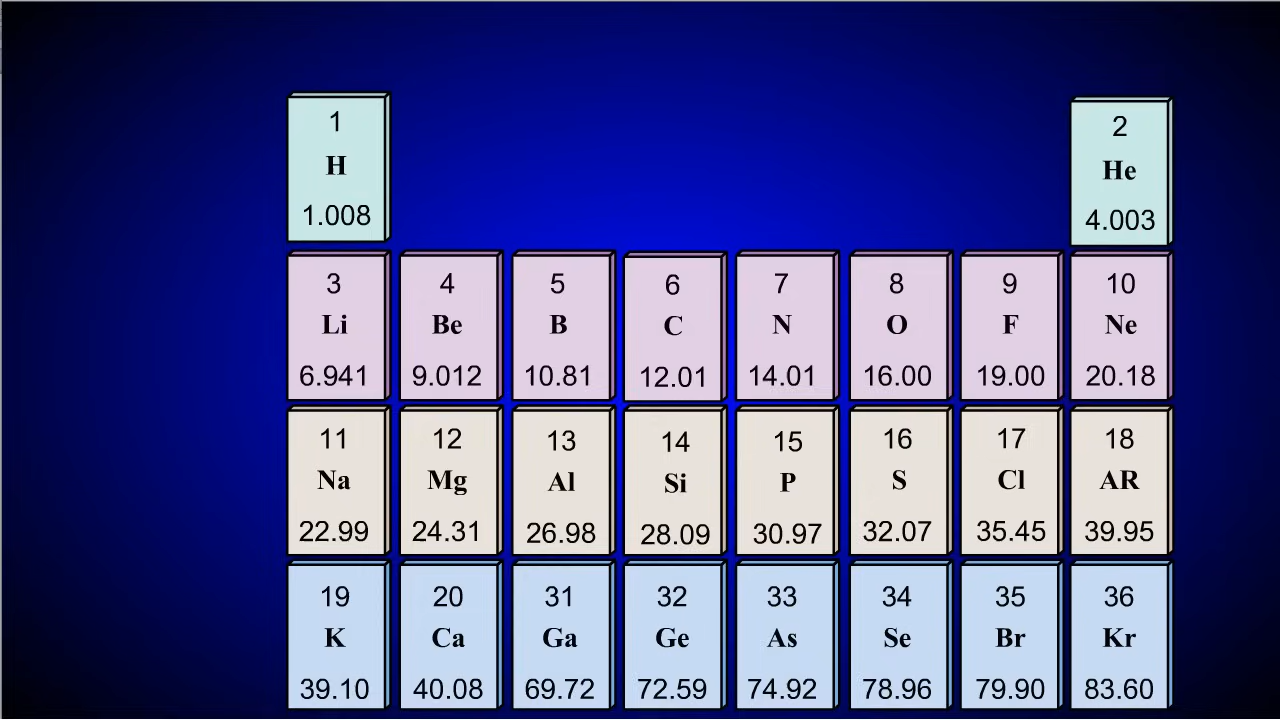 1 2
H He
1.008 4.003
3 4 5 6 7 8 9 10
Li Be B C N O F Ne
6.941 9.012 10.81 12.01 14.01 16.00 19.00 20.18
11 12 13 14 15 16 17 18
Na Mg Al Si P S Cl AR
22.99 24.31 26.98 28.09 30.97 32.07 35.45 39.95
19 20 31 32 33 34 35 36
K Ca Ga Ge As Se Br Kr
39.10 40.08 69.72 72.59 74.92 78.96 79.90 83.60